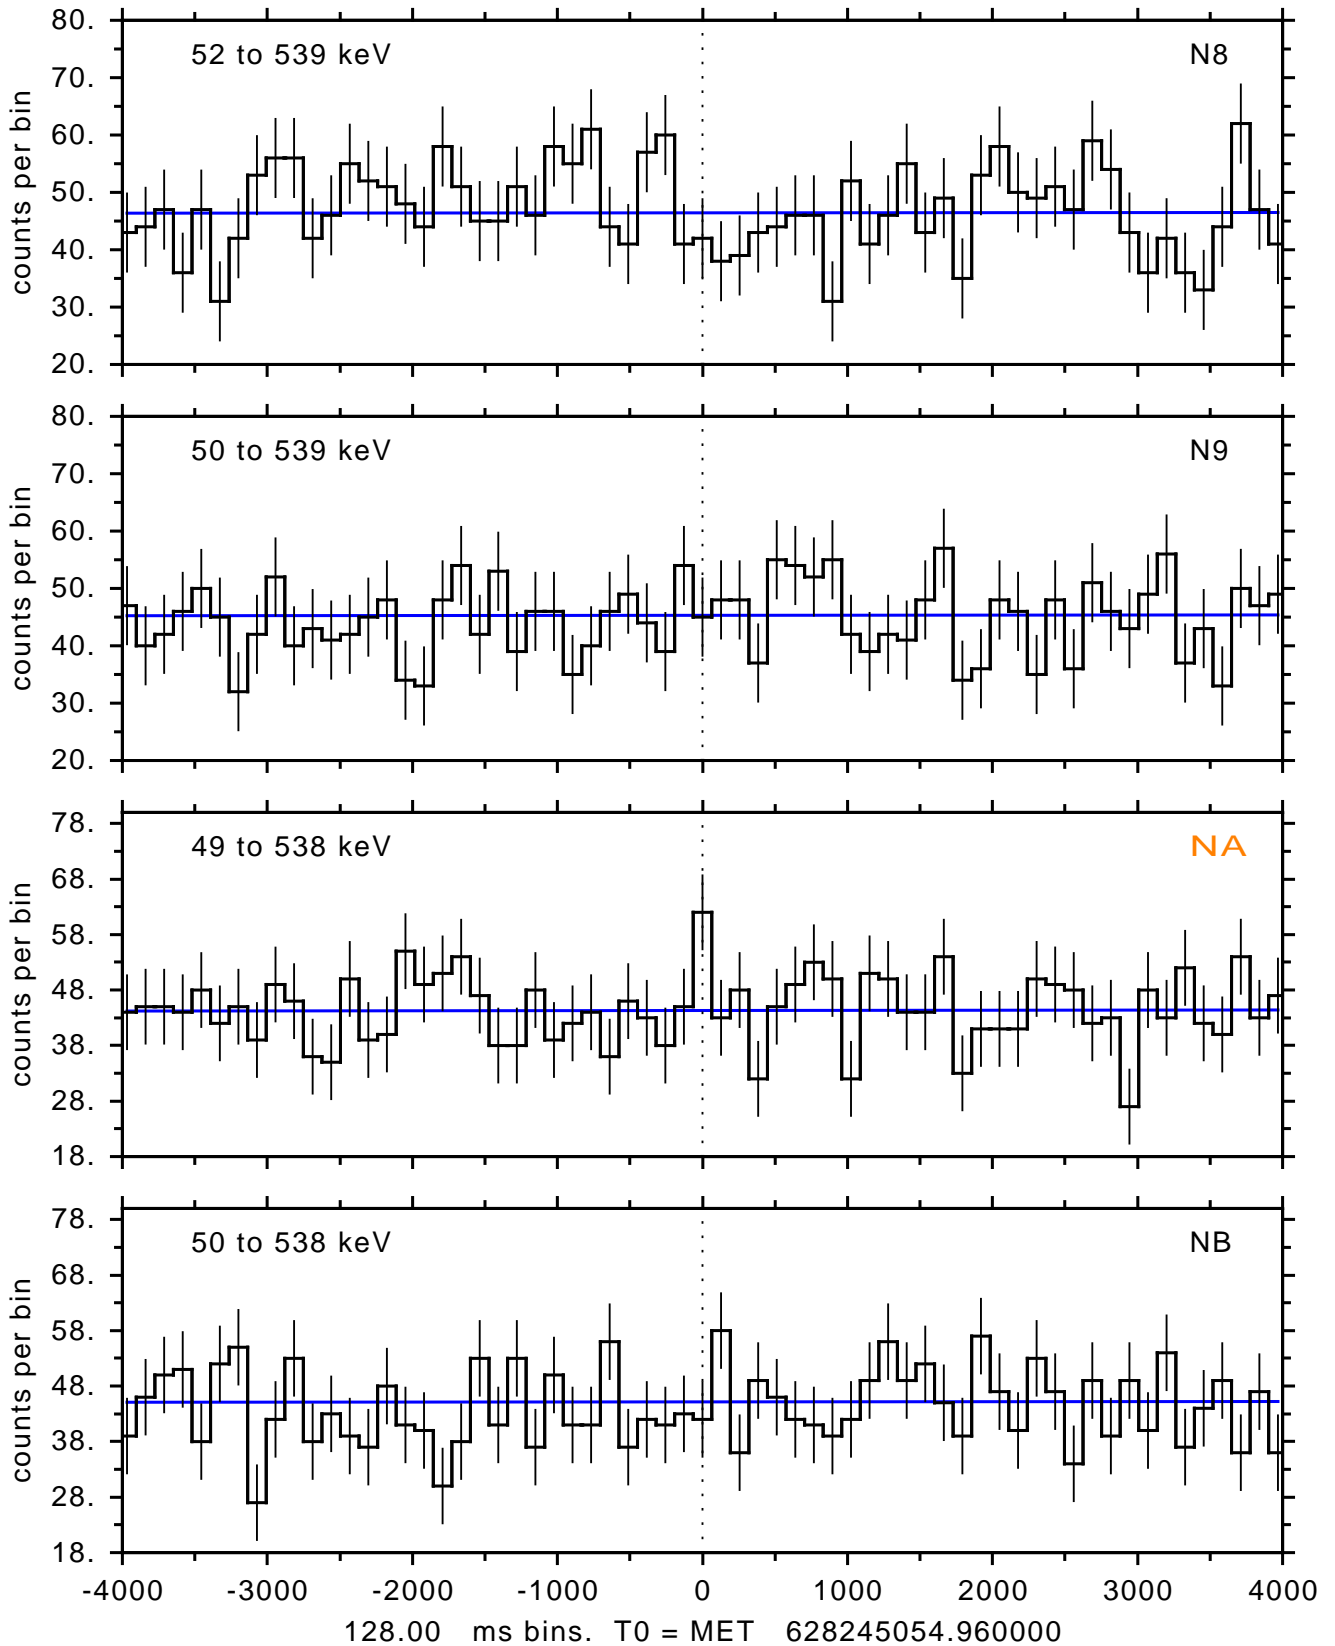 80.
52 to 539 keV
N8
70.
60.
50.
40.
30.
20.
counts per bin
80.
50 to 539 keV
N9
70.
60.
50.
40.
30.
20.
counts per bin
78.
49 to 538 keV
NA
68.
58.
48.
38.
28.
18.
counts per bin
78.
50 to 538 keV
NB
68.
58.
48.
38.
28.
18.
counts per bin
-4000 -3000 -2000 -1000 0 1000 2000 3000 4000
128.00 ms bins. T0 = MET 628245054.960000